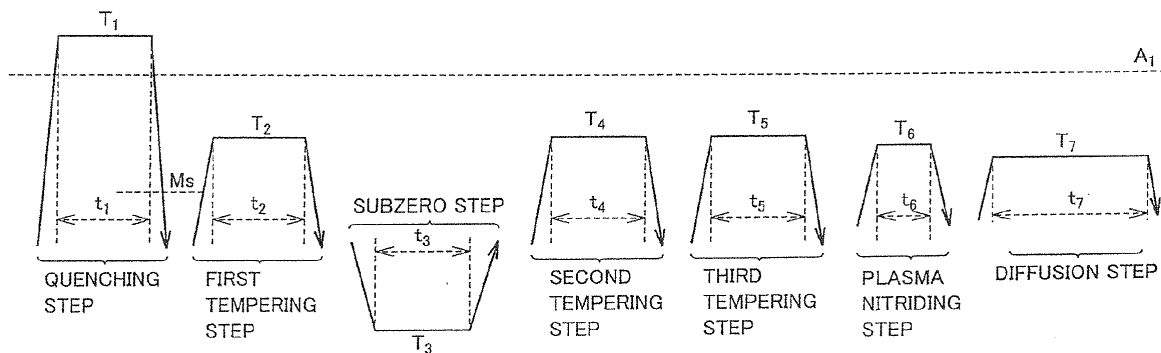 T1
A1
T2
T4
T5
T6
T7
Ms
t1
t2
SUBZERO STEP
t3
t4
t5
t6
t7
QUENCHING
STEP
FIRST
TEMPERING
STEP
T3
SECOND
TEMPERING
STEP
THIRD
TEMPERING
STEP
PLASMA
NITRIDING
STEP
DIFFUSION STEP